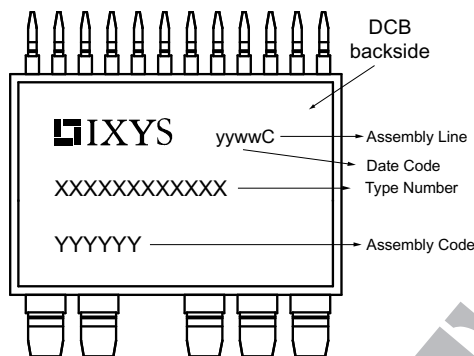 DCB
backside
IXYS
yywwC
Assembly Line
Date Code
XXXXXXXXXXXX
Type Number
YYYYYY
Assembly Code